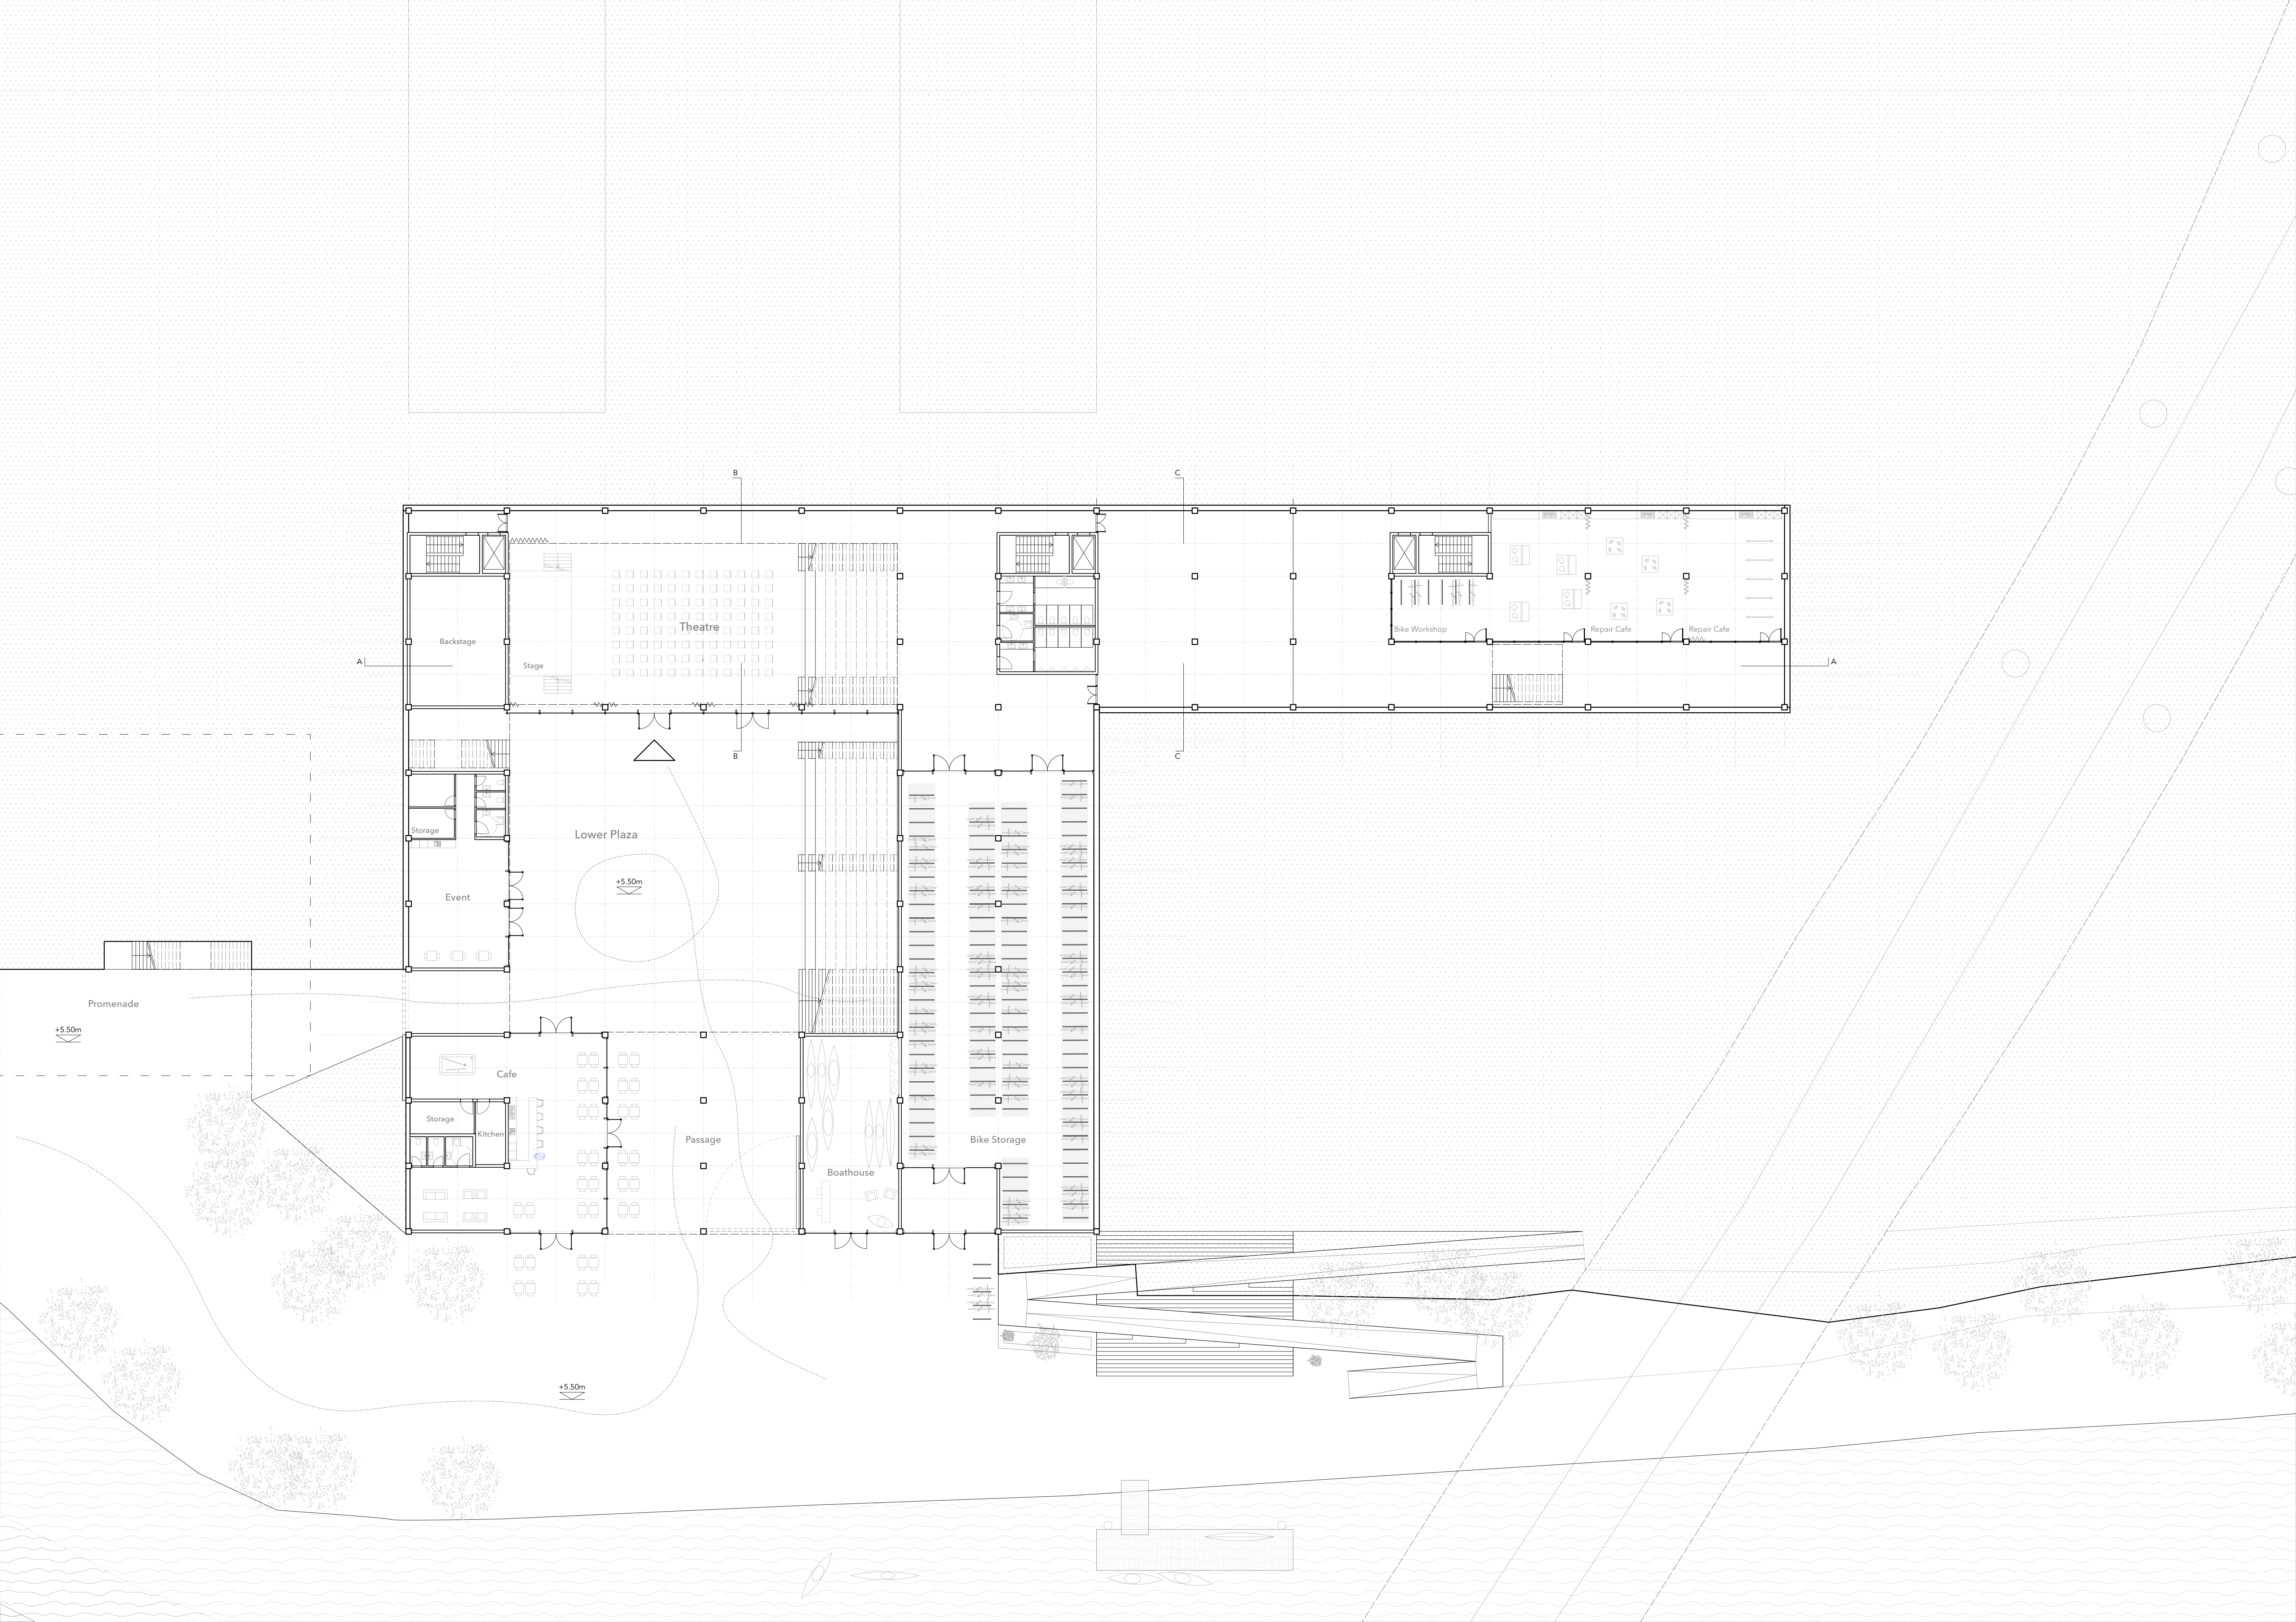 B
C
Theatre
Bike Workshop
Repair Cafe
Repair Cafe
Backstage
A
Stage
A
B
C
Storage
Lower Plaza
+5.50m
Event
Promenade
+5.50m
Cafe
Storage
Kitchen
Passage
Bike Storage
Boathouse
+5.50m